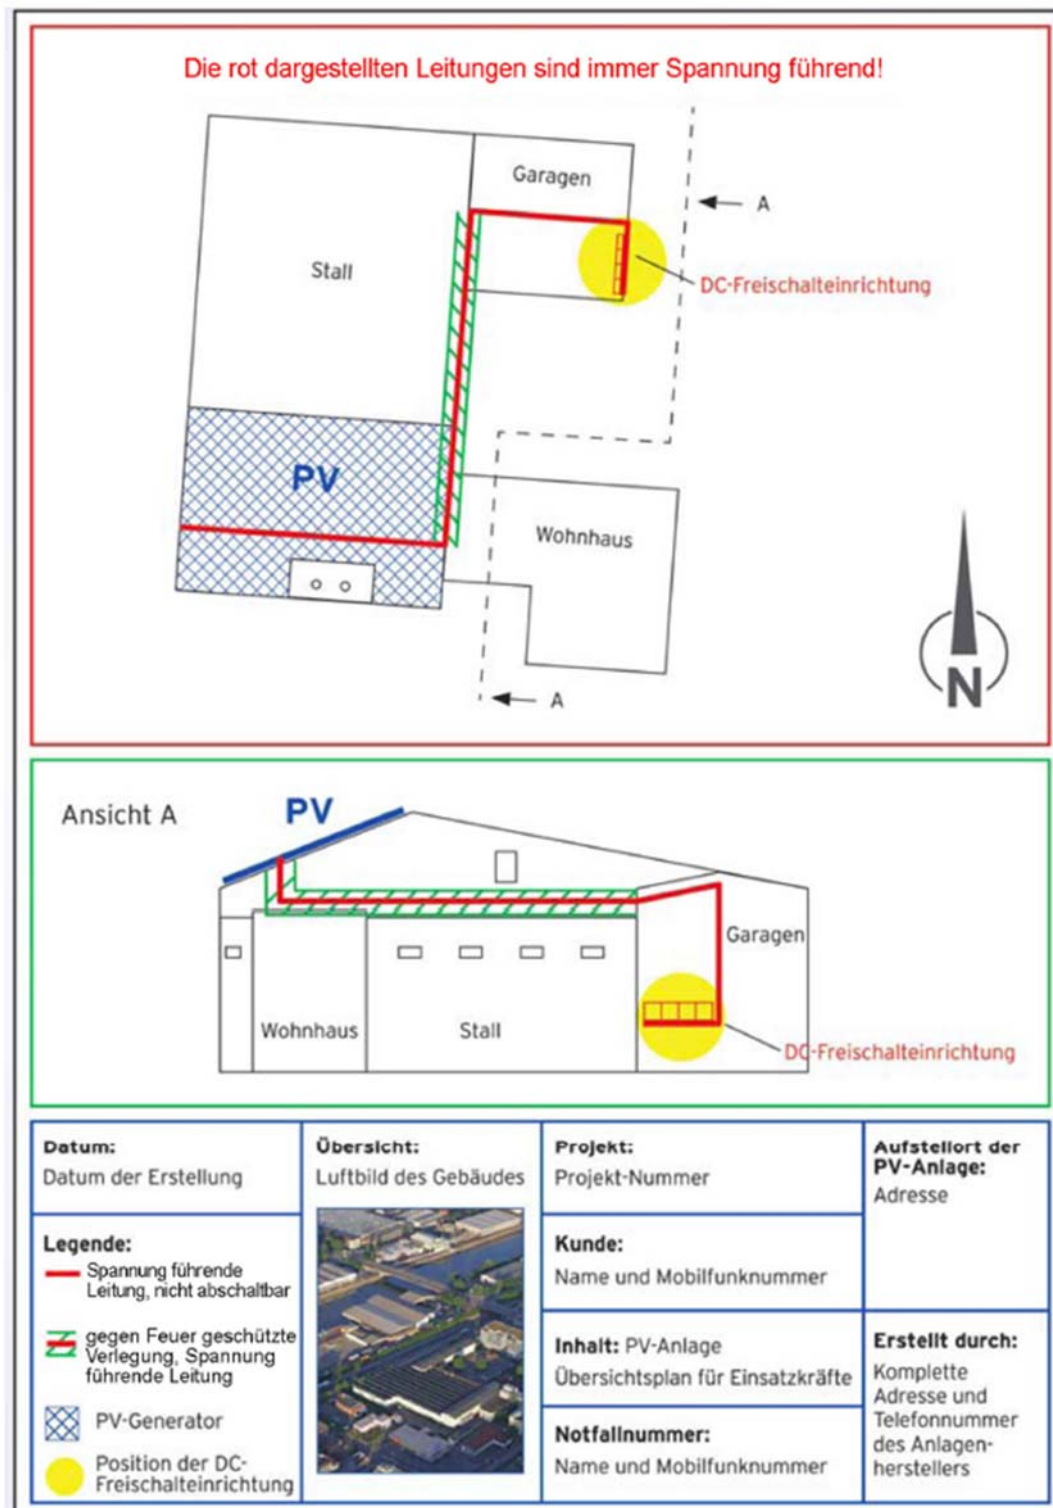 Die rot dargestellten Leitungen sind immer Spannung führend!
Garagen
A
Stall
DC-Freischalteinrichtung
PV
Wohnhaus
N
A
Ansicht A
PV
Garagen
Wohnhaus
Stall
DC-Freischalteinrichtung
Datum:
Datum der Erstellung
Legende:
Spannung führende
Leitung, nicht abschaltbar
gegen Feuer geschützte
Verlegung, Spannung
führende Leitung
PV-Generator
Position der DC-
Freischalteinrichtung
Übersicht:
Luftbild des Gebäudes
Projekt:
Projekt-Nummer
Kunde:
Name und Mobilfunknummer
Inhalt: PV-Anlage
Übersichtsplan für Einsatzkräfte
Notfallnummer:
Name und Mobilfunknummer
Aufstellort der
PV-Anlage:
Adresse
Erstellt durch:
Komplette
Adresse und
Telefonnummer
des Anlagen-
herstellers